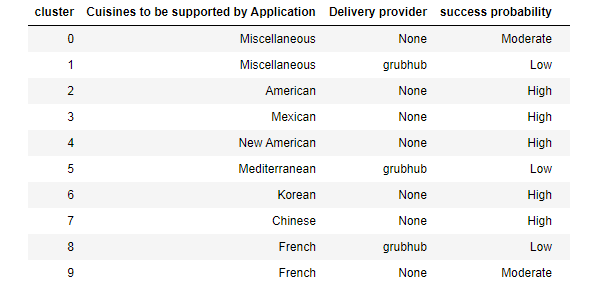 cluster Cuisines to be supported by Application Delivery provider success probability
0 Miscellaneous None Moderate
1 Miscellaneous grubhub Low
2 American None High
3 Mexican None High
4 New American None High
5 Mediterranean grubhub Low
6 Korean None High
7 Chinese None High
8 French grubhub Low
9 French None Moderate